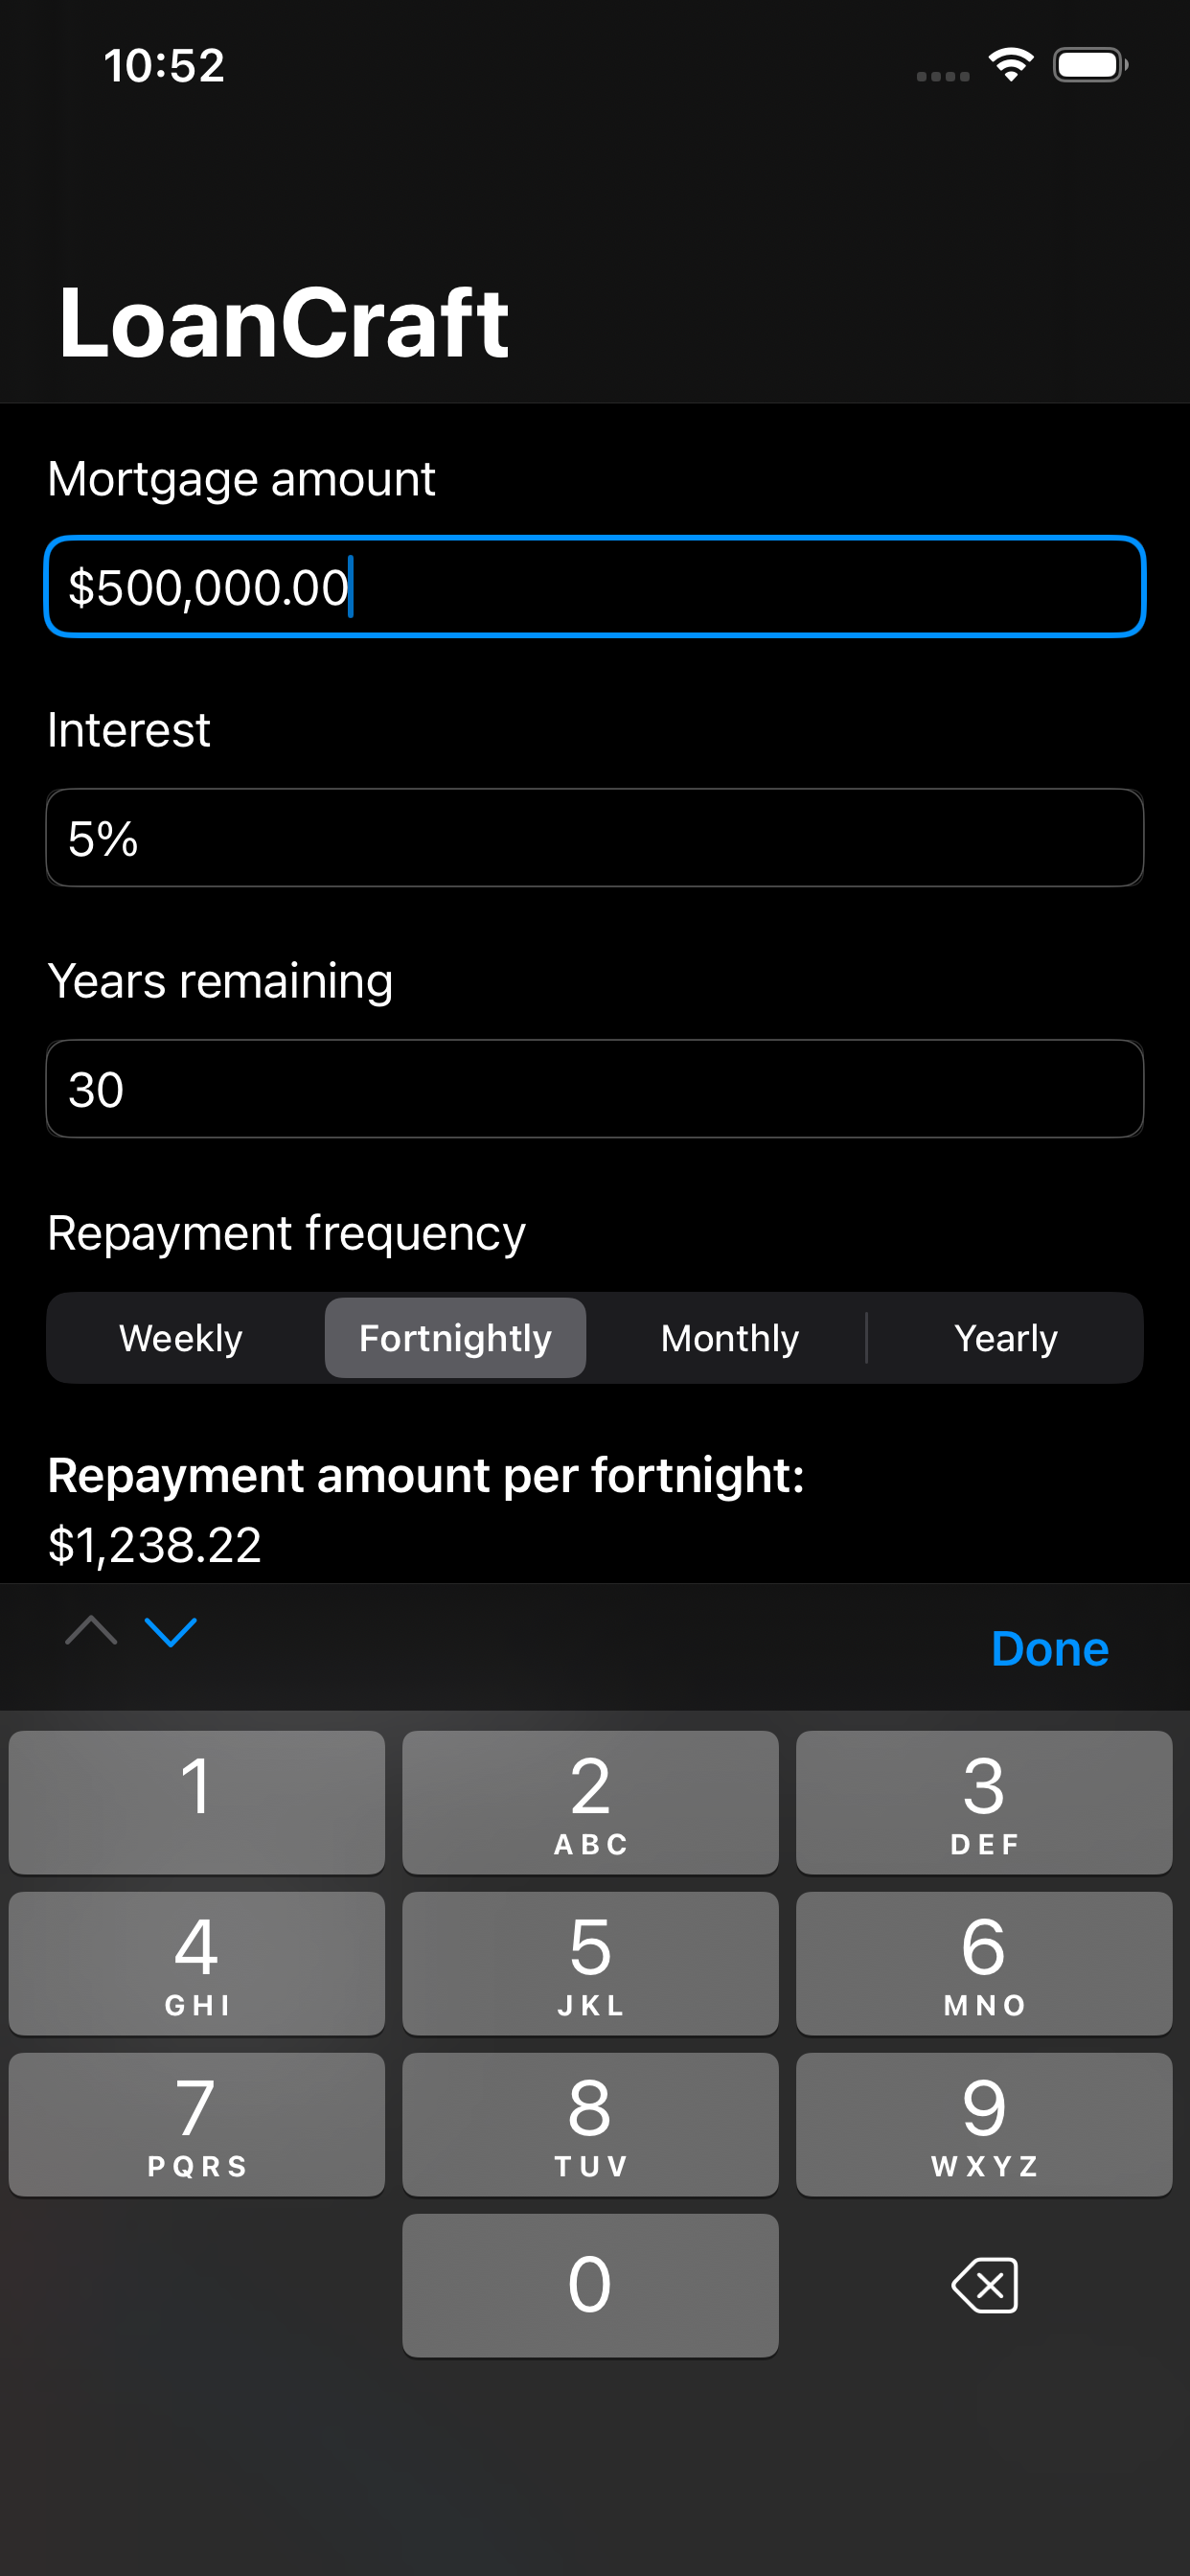 10:52
LoanCraft
Mortgage amount
$500,000.00
Interest
5%
Years remaining
30
Repayment frequency
Weekly Fortnightly Monthly Yearly
Repayment amount per fortnight:
$1,238.22
Done
1 2 3
ABC DEF
4 5 6
GHI JKL MNO
7 8 9
PQRS TUV WXYZ
0